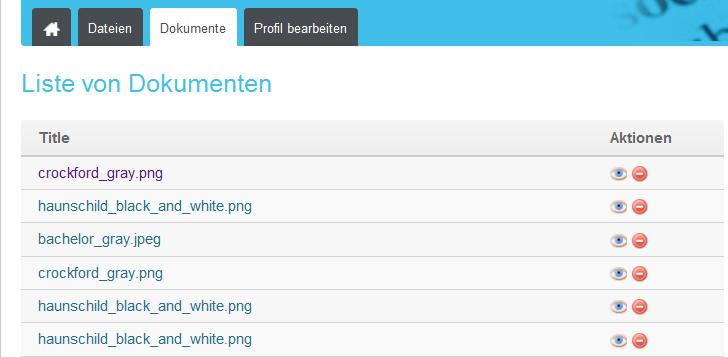 Dateien Dokumente Profil bearbeiten
Liste von Dokumenten
Title Aktionen
crockford_gray.png
haunschild_black_and_white.png
bachelor_gray.jpeg
crockford_gray.png
haunschild_black_and_white.png
haunschild_black_and_white.png